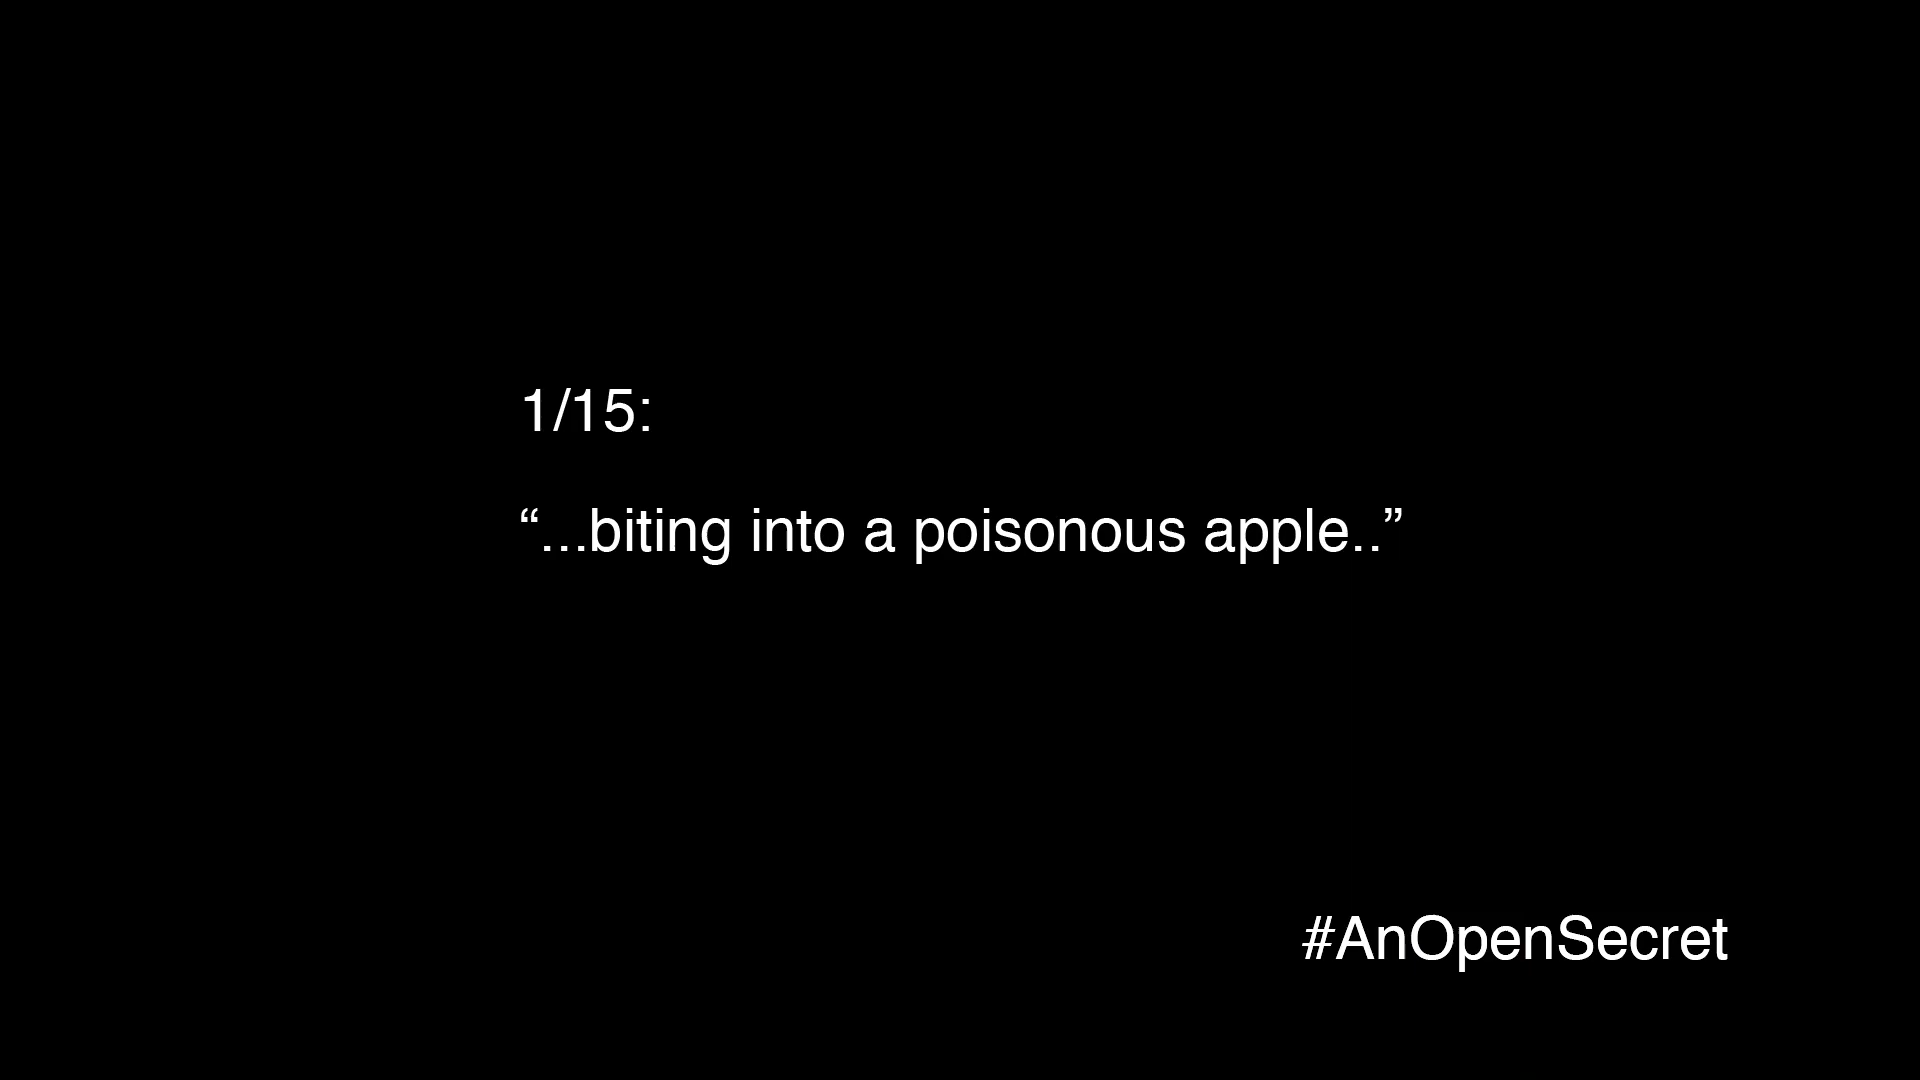 1/15:
“...biting into a poisonous apple..”
#AnOpenSecret